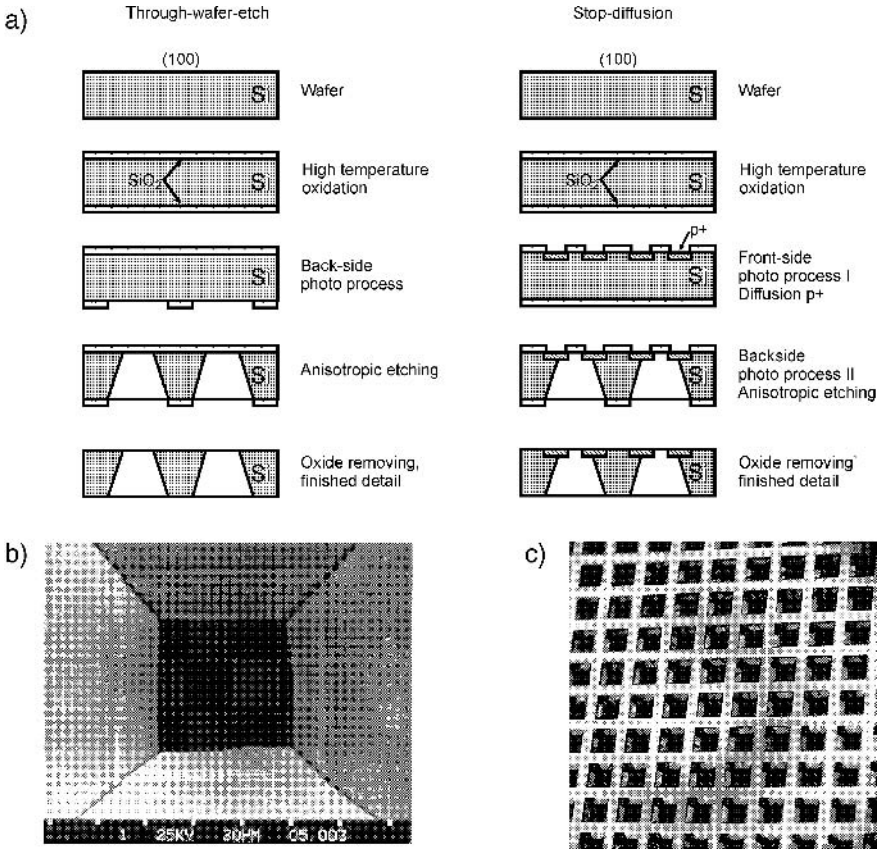 a)
Through-wafer-etch
Stop-diffusion
(100)
Si
Wafer
(100)
Si
Wafer
SiO2
Si
High temperature
oxidation
SiO2
Si
High temperature
oxidation
Si
Back-side
photo process
p+
Si
Front-side
photo process I
Diffusion p+
Si
Anisotropic etching
Si
Backside
photo process II
Anisotropic etching
Si
Oxide removing,
finished detail
Si
Oxide removing
finished detail
b)
1 25KV 30µM 05,003
c)